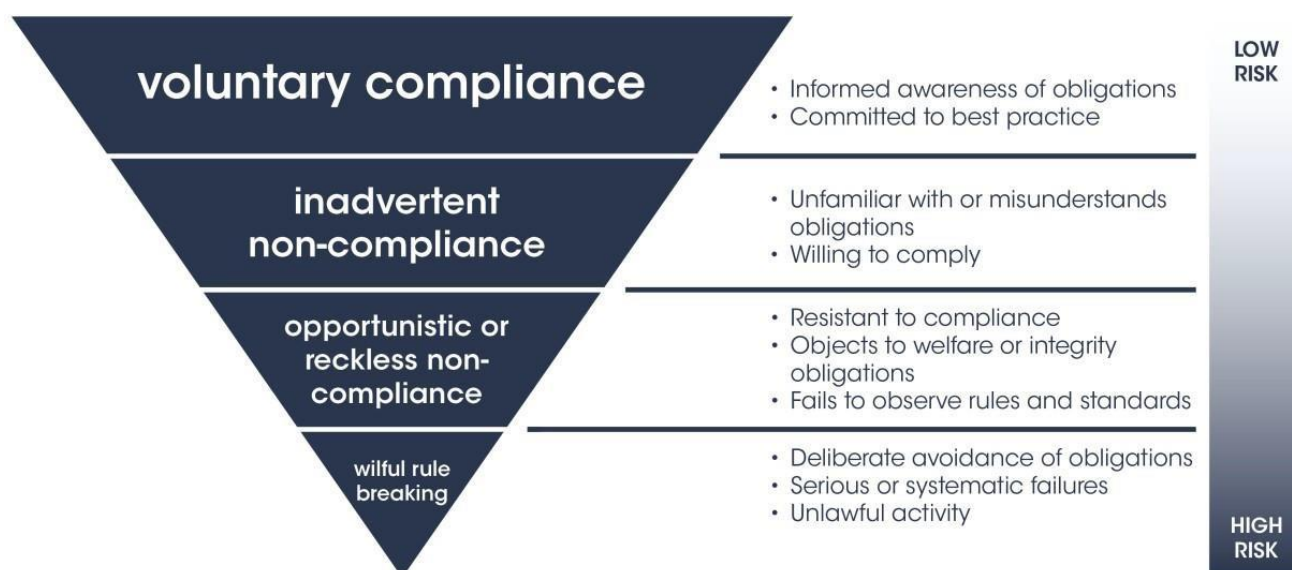 voluntary compliance
• Informed awareness of obligations
• Committed to best practice
LOW
RISK
inadvertent
non-compliance
• Unfamiliar with or misunderstands
obligations
• Willing to comply
opportunistic or
reckless non-
compliance
• Resistant to compliance
• Objects to welfare or integrity
obligations
• Fails to observe rules and standards
wilful rule
breaking
• Deliberate avoidance of obligations
• Serious or systematic failures
• Unlawful activity
HIGH
RISK